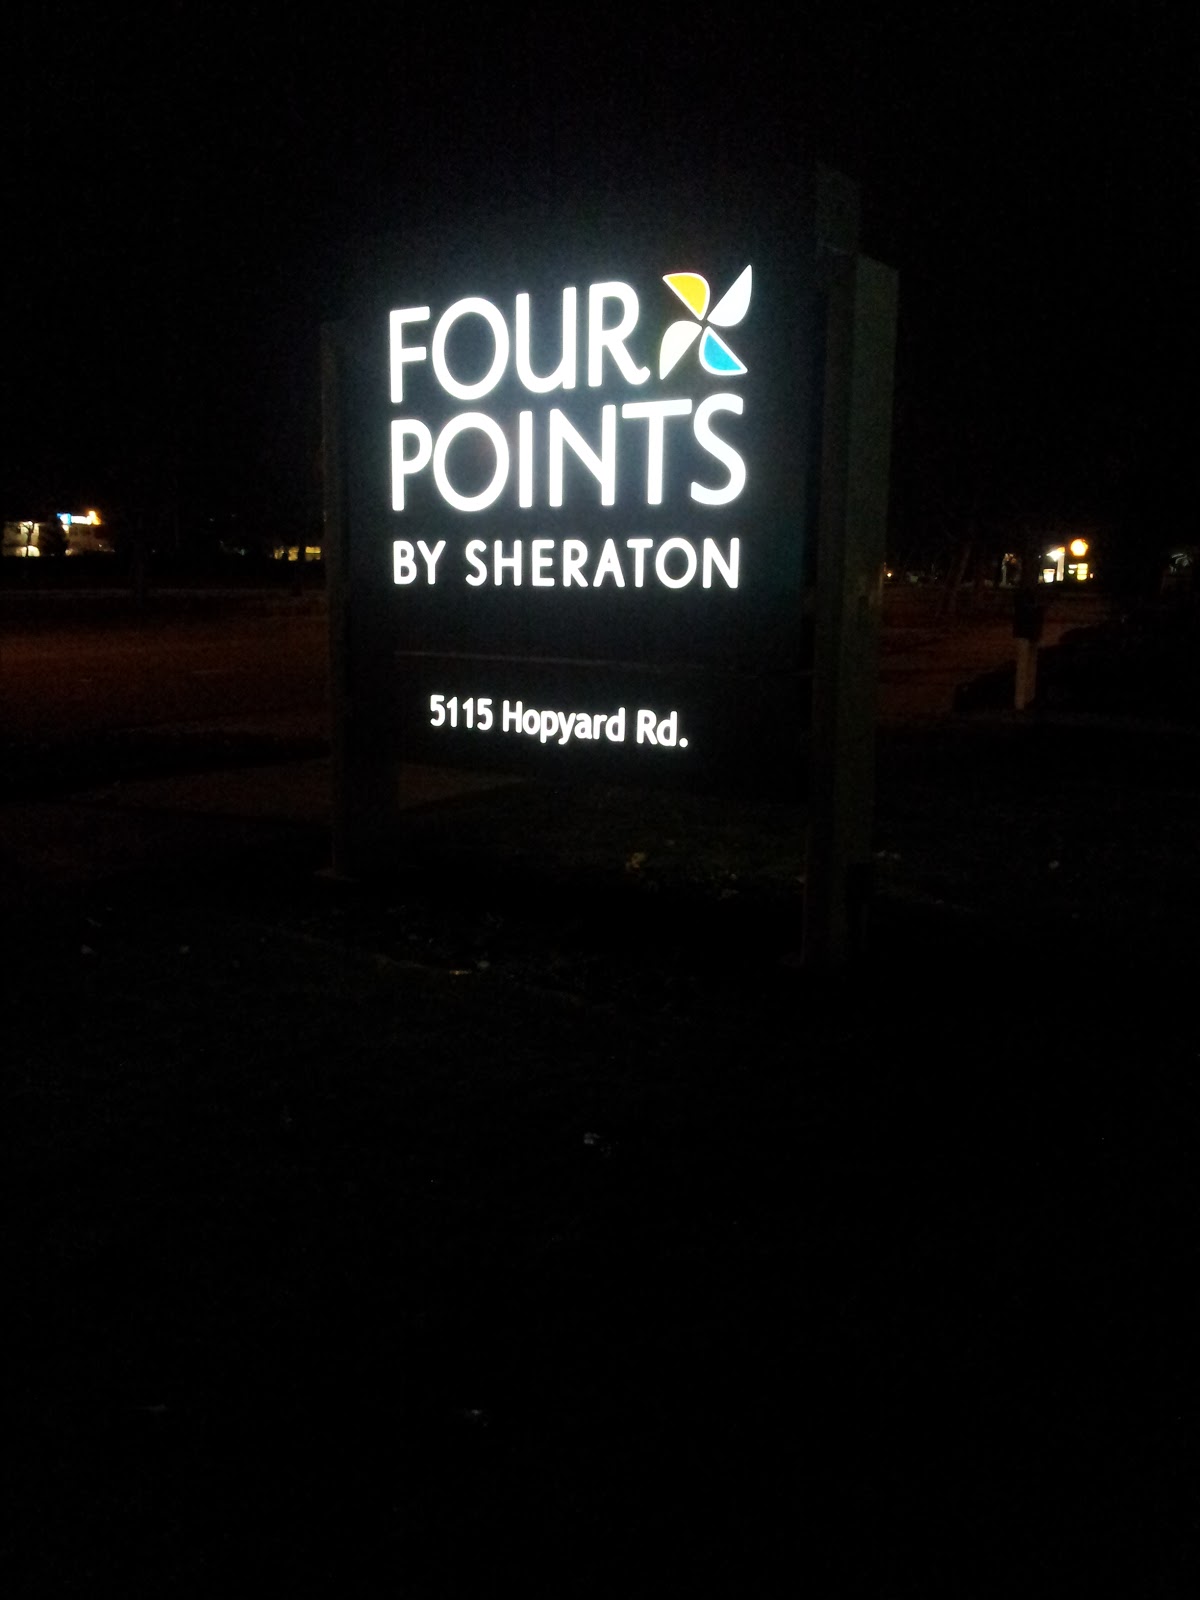 FOUR
POINTS
BY SHERATON
5115 Hopyard Rd.